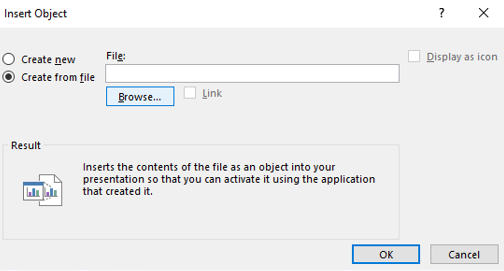 Insert Object
? ×
Create new
Create from file
File:
Browse...
Link
Display as icon
Result
Inserts the contents of the file as an object into your
presentation so that you can activate it using the application
that created it.
OK
Cancel